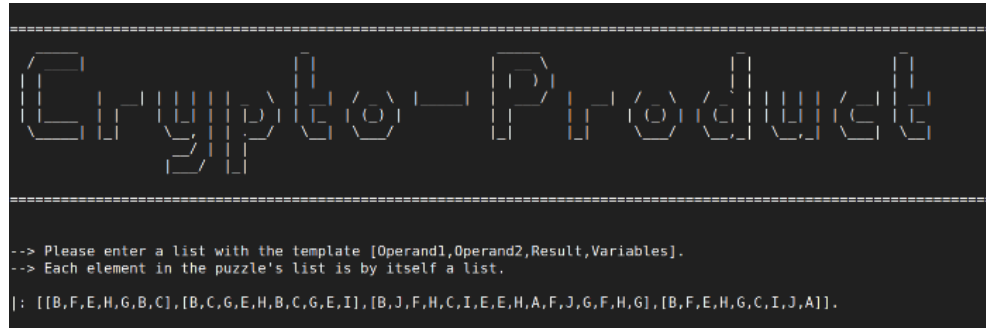 Crypto-Product
--> Please enter a list with the template [Operand1,Operand2,Result,Variables].
--> Each element in the puzzle's list is by itself a list.
|: [[B,F,E,H,G,B,C],[B,C,G,E,H,B,C,G,E,I],[B,J,F,H,C,I,E,E,H,A,F,J,G,F,H,G],[B,F,E,H,G,C,I,J,A]].